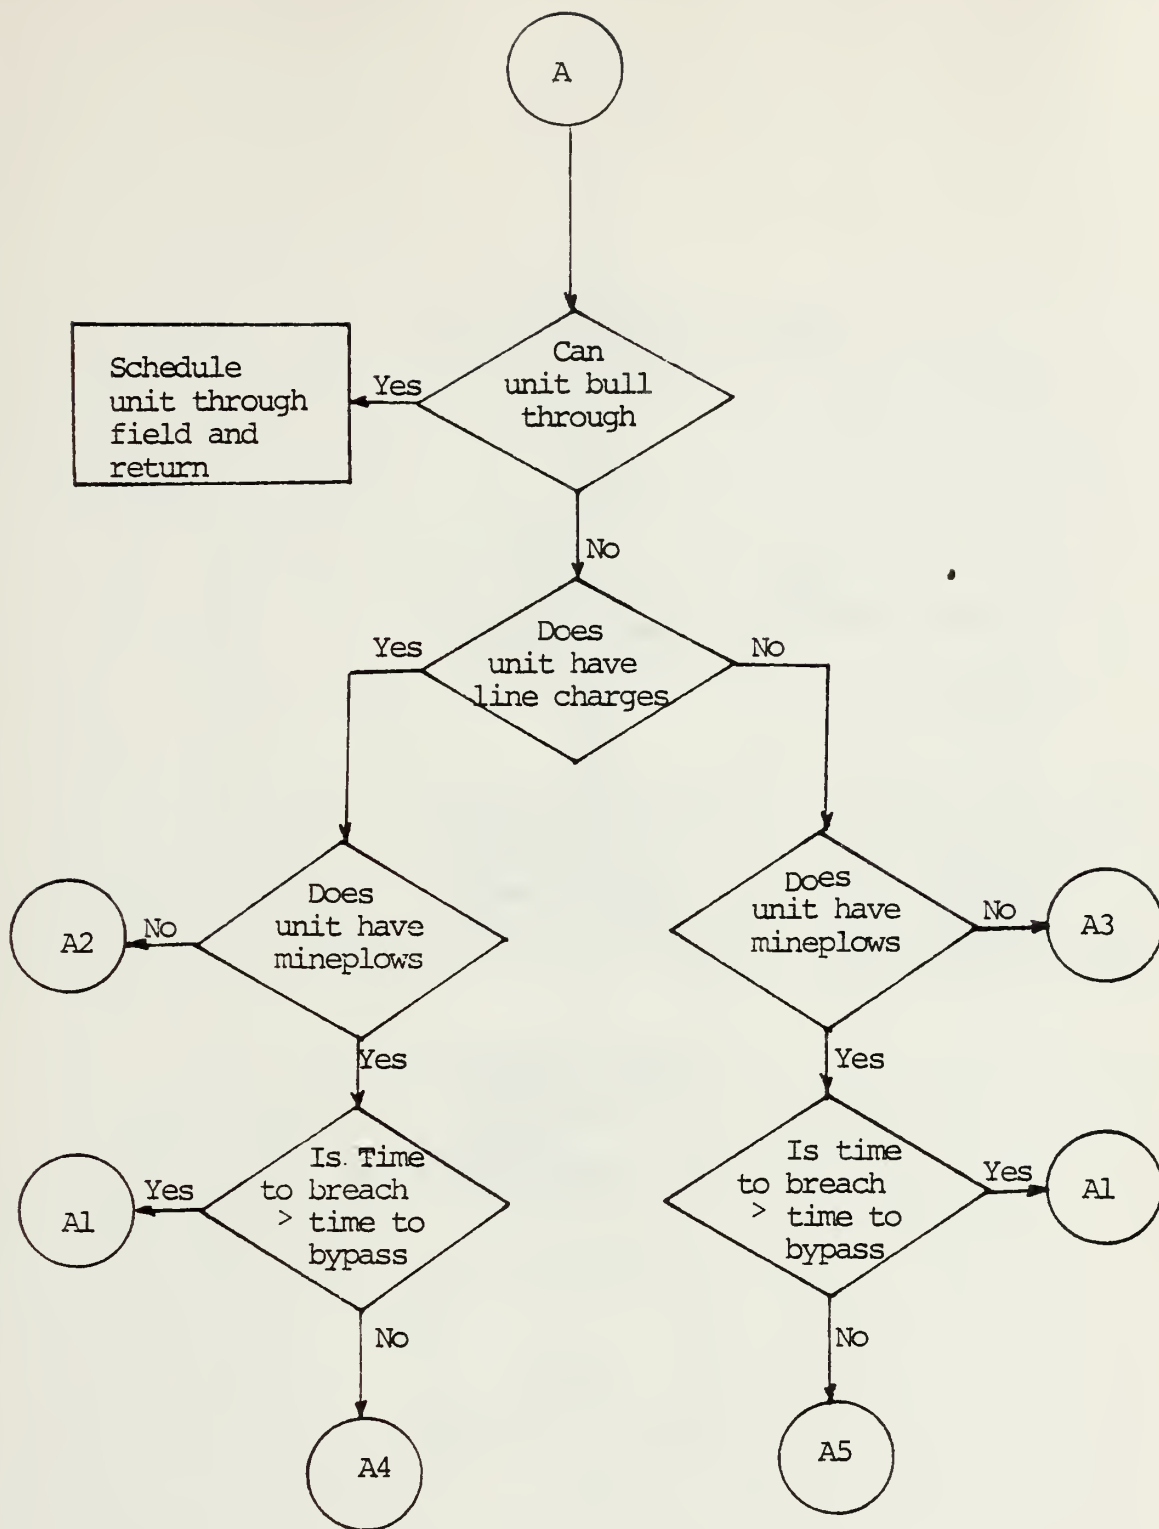 A
Can
unit bull
through
Yes
Schedule
unit through
field and
return
No
Does
unit have
line charges
Yes
No
Does
unit have
mineplows
No
A2
Does
unit have
mineplows
No
A3
Yes
Yes
Is Time
to breach
> time to
bypass
Yes
A1
Is time
to breach
> time to
bypass
Yes
A1
No
No
A4
A5